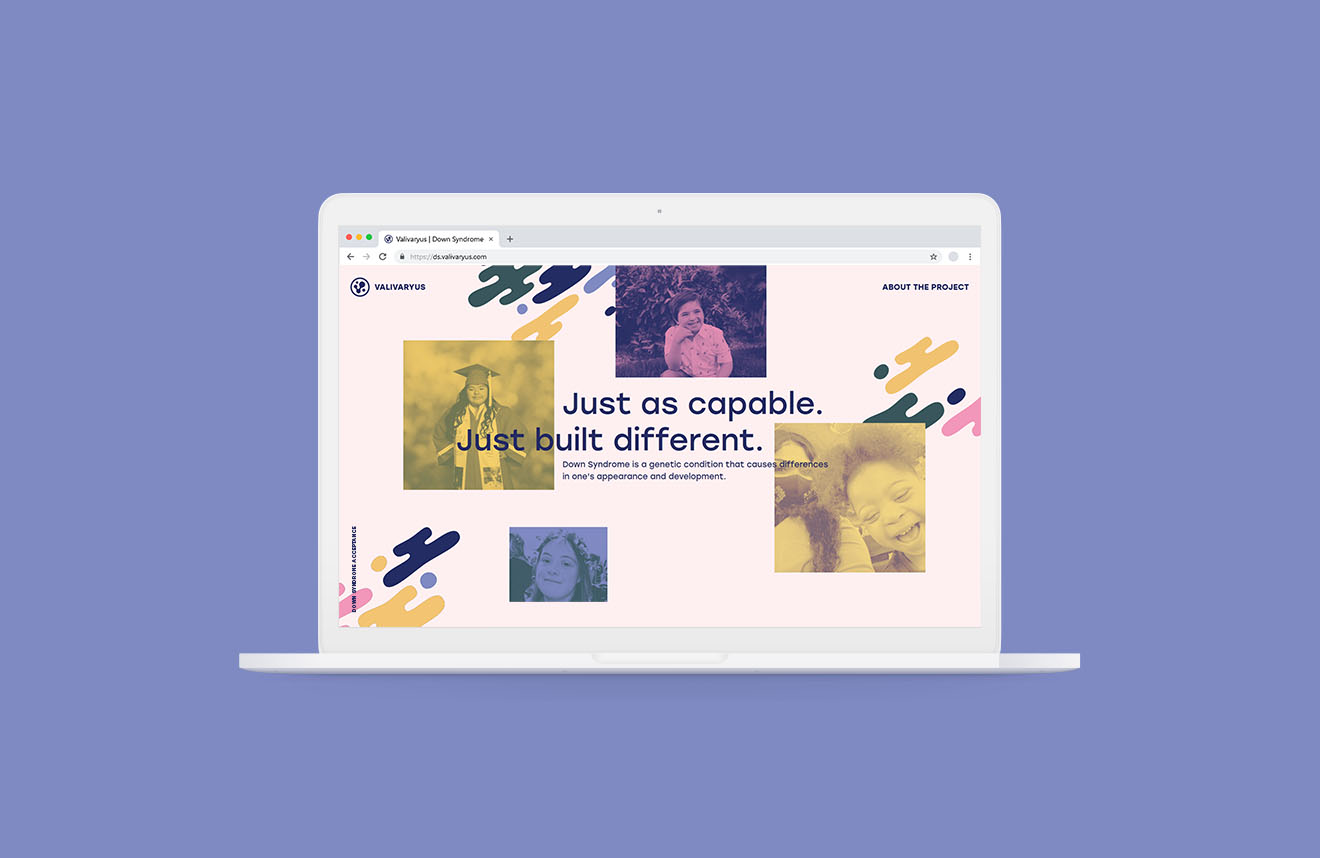 Valivaryus | Down Syndrome
https://ds.valivaryus.com
VALIVARYUS
ABOUT THE PROJECT
Just as capable.
Just built different.
Down Syndrome is a genetic condition that causes differences
in one's appearance and development.
DOWN SYNDROME ACCEPTANCE